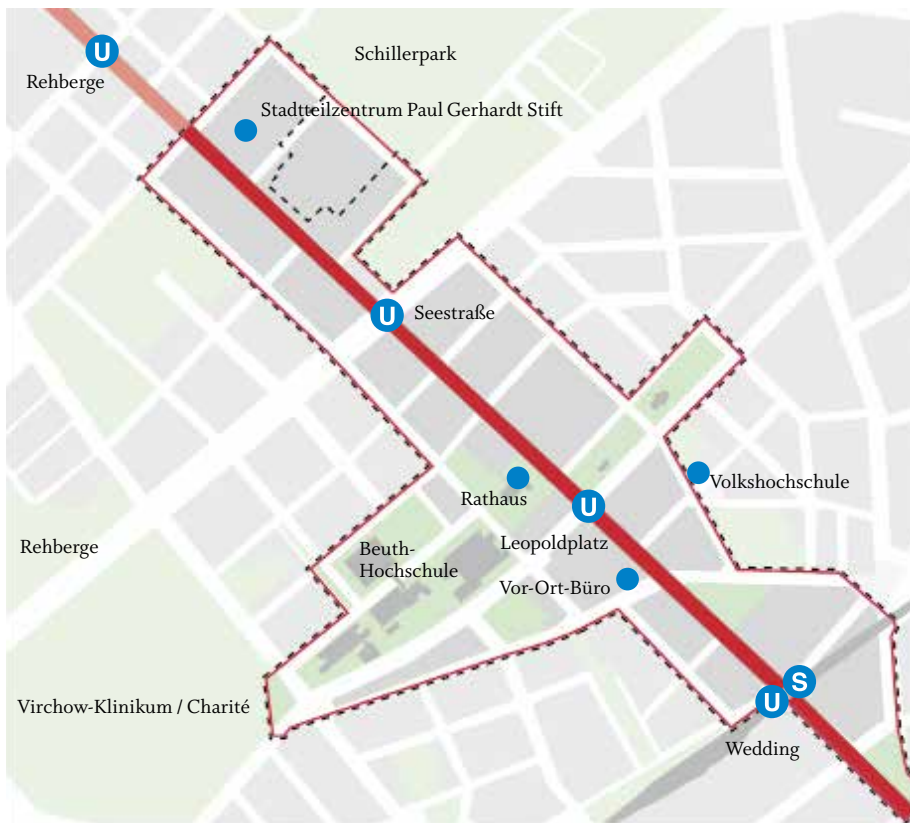 Schillerpark
U
Rehberge
Stadtteilzentrum Paul Gerhardt Stift
U
Seestraße
Volkshochschule
Rathaus
U
Leopoldplatz
Rehberge
Beuth-
Hochschule
Vor-Ort-Büro
S
U
Virchow-Klinikum / Charité
Wedding